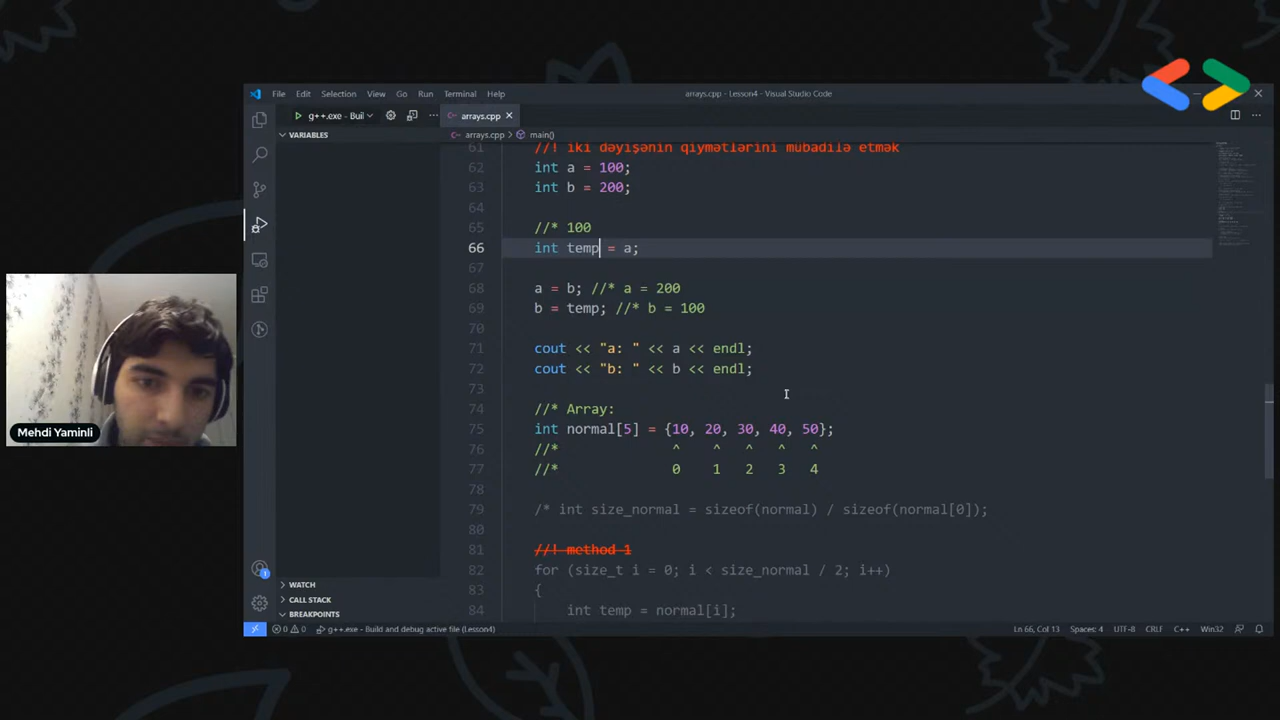 File Edit Selection View Go Run Terminal Help
arrays.cpp - Lesson4 - Visual Studio Code
g++.exe - Buil
arrays.cpp
VARIABLES
arrays.cpp > main()
61 //! iki dəyişənin qiymətlərini mübadilə etmək
62 int a = 100;
63 int b = 200;
64
65 //* 100
66 int temp = a;
67
68 a = b; //* a = 200
69 b = temp; //* b = 100
70
71 cout << "a: " << a << endl;
72 cout << "b: " << b << endl;
73
74 //* Array:
75 int normal[5] = {10, 20, 30, 40, 50};
76 //* ^ ^ ^ ^ ^
77 //* 0 1 2 3 4
78
79 /* int size_normal = sizeof(normal) / sizeof(normal[0]);
80
81 //! method 1
82 for (size_t i = 0; i < size_normal / 2; i++)
83 {
84 int temp = normal[i];
Mehdi Yaminli
1
WATCH
CALL STACK
BREAKPOINTS
0 0 g++.exe - Build and debug active file (Lesson4)
Ln 66, Col 13 Spaces: 4 UTF-8 CRLF C++ Win32